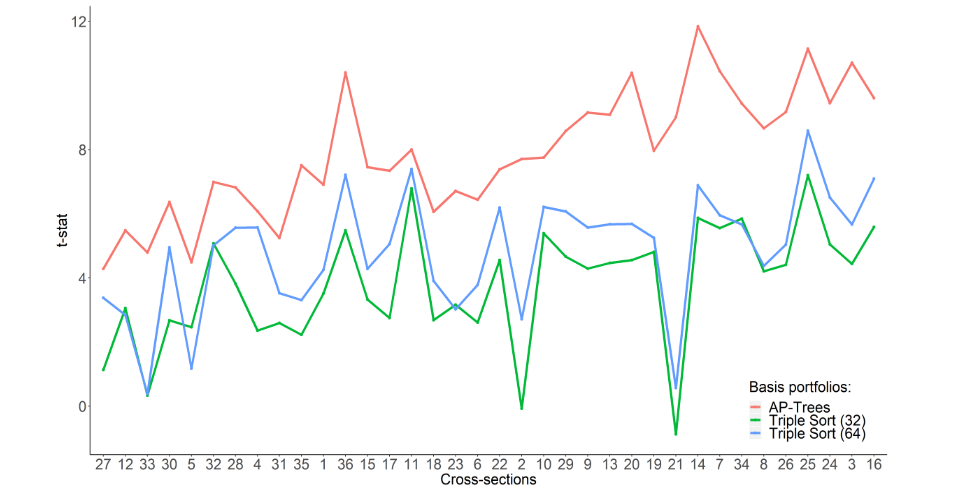 12
8
4
0
t-stat
27 12 33 30 5 32 28 4 31 35 1 36 15 17 11 18 23 6 22 2 10 29 9 13 20 19 21 14 7 34 8 26 25 24 3 16
Cross-sections
Basis portfolios:
AP-Trees
Triple Sort (32)
Triple Sort (64)